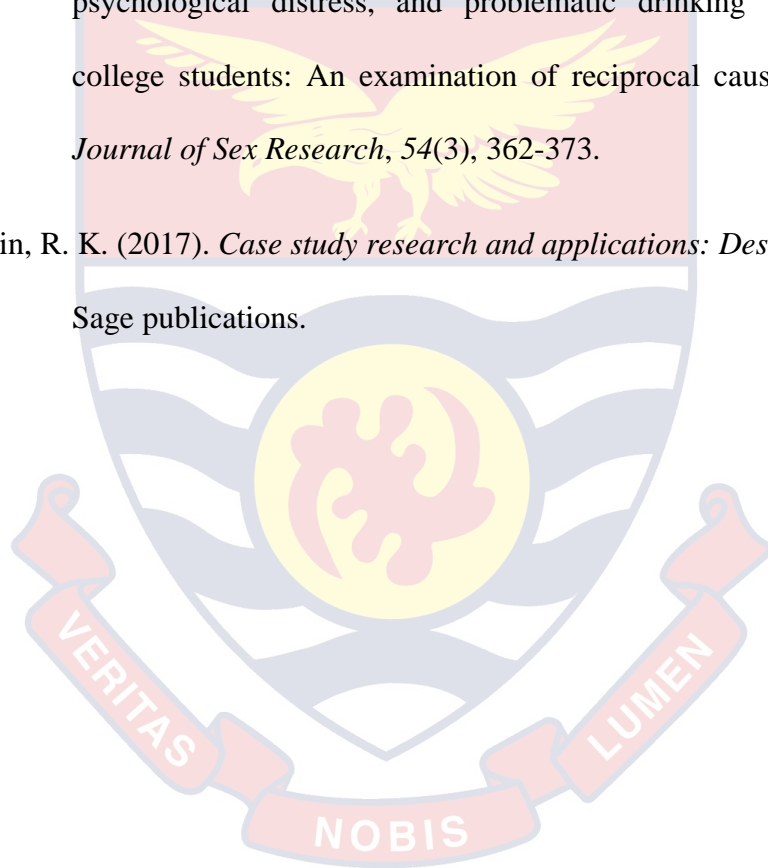 psychological distress, and problematic drinking
college students: An examination of reciprocal caus
Journal of Sex Research, 54(3), 362-373.
in, R. K. (2017). Case study research and applications: Des
Sage publications.
VERITAS
NOBIS
LUMEN